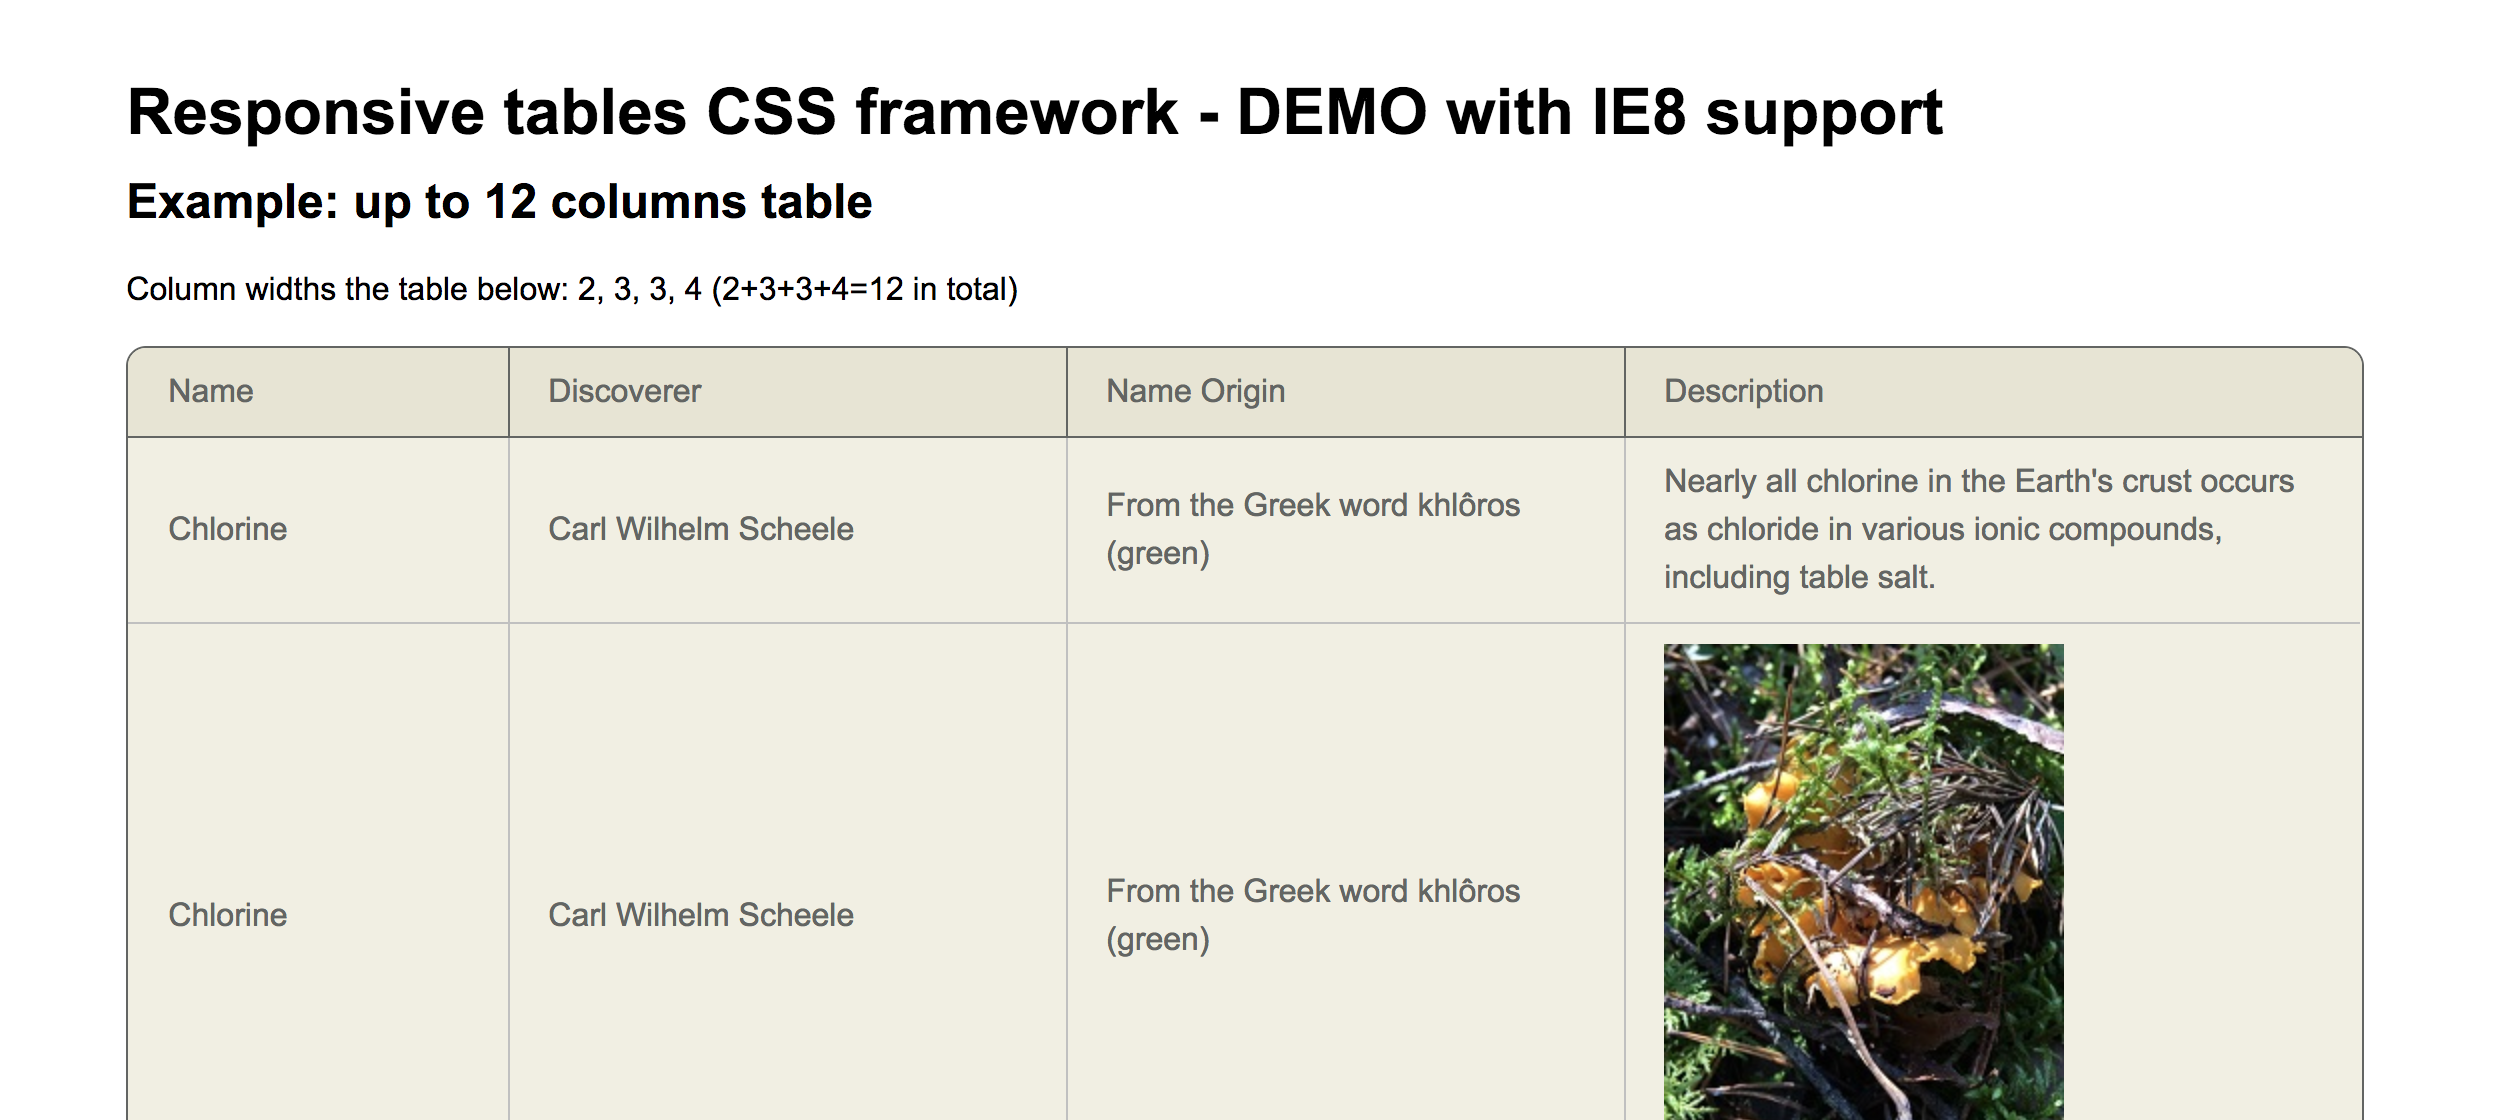 Responsive tables CSS framework - DEMO with IE8 support
Example: up to 12 columns table
Column widths the table below: 2, 3, 3, 4 (2+3+3+4=12 in total)
Name Discoverer Name Origin Description
Chlorine
Carl Wilhelm Scheele
From the Greek word khlôros
(green)
Nearly all chlorine in the Earth's crust occurs
as chloride in various ionic compounds,
including table salt.
Chlorine
Carl Wilhelm Scheele
From the Greek word khlôros
(green)